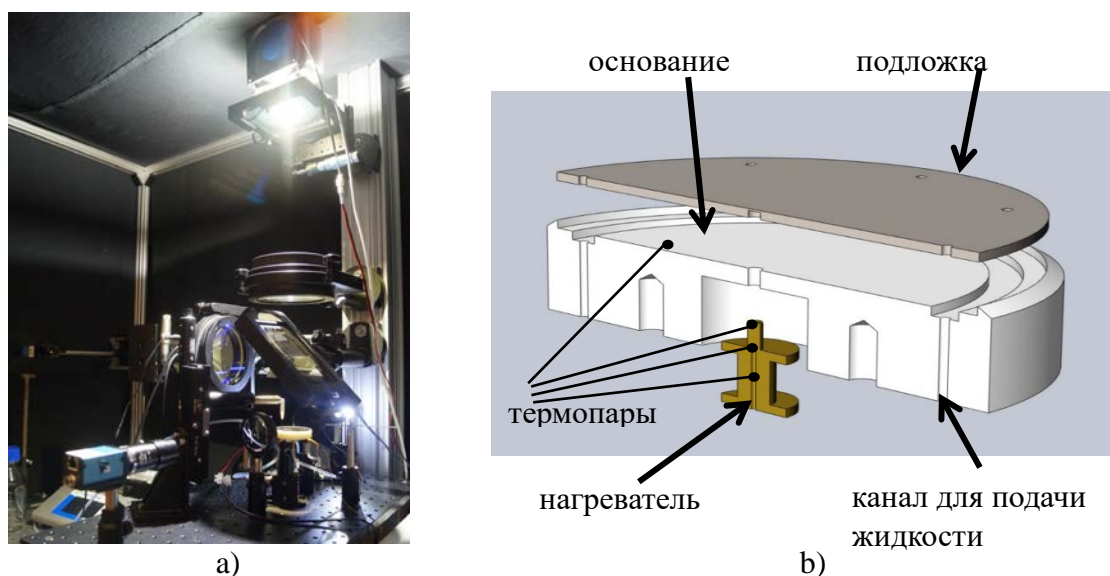 основание
подложка
термопары
нагреватель
канал для подачи
жидкости
a)
b)